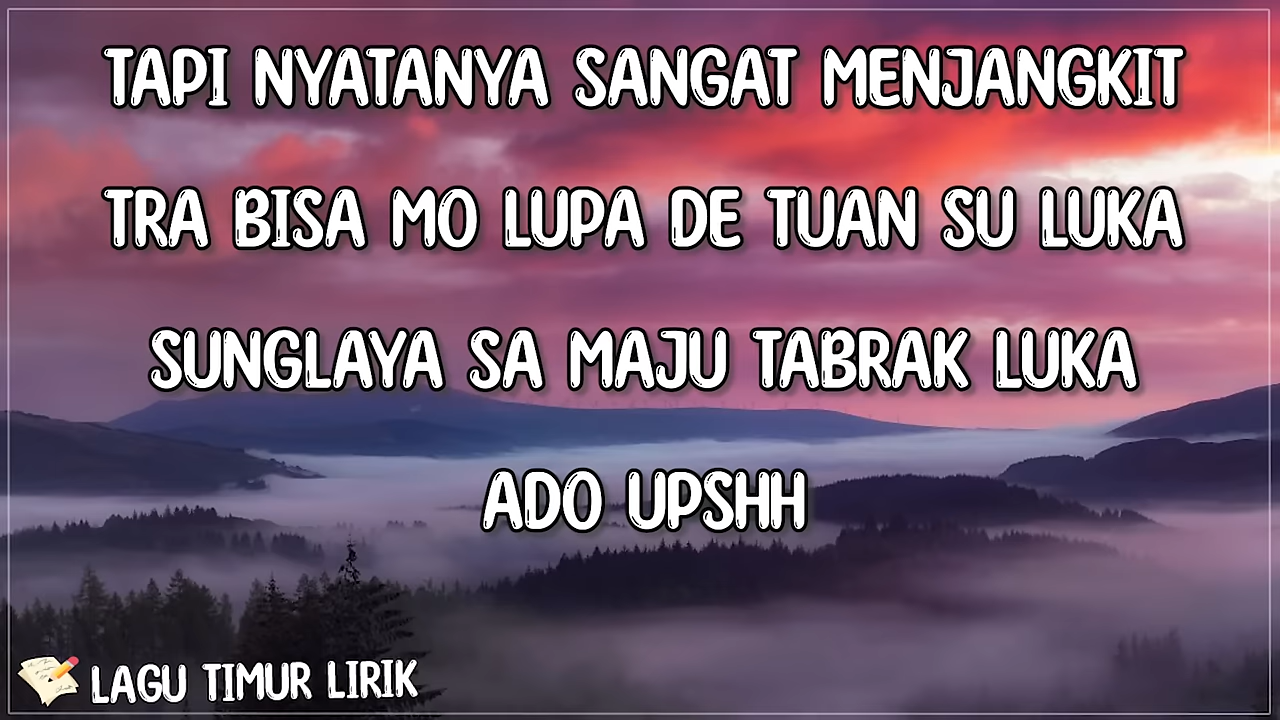 TAPI NYATANYA SANGAT MENJANGKIT
TRA BISA MO LUPA DE TUAN SU LUKA
SUNGLAYA SA MAJU TABRAK LUKA
ADO UPSHH
LAGU TIMUR LIRIK